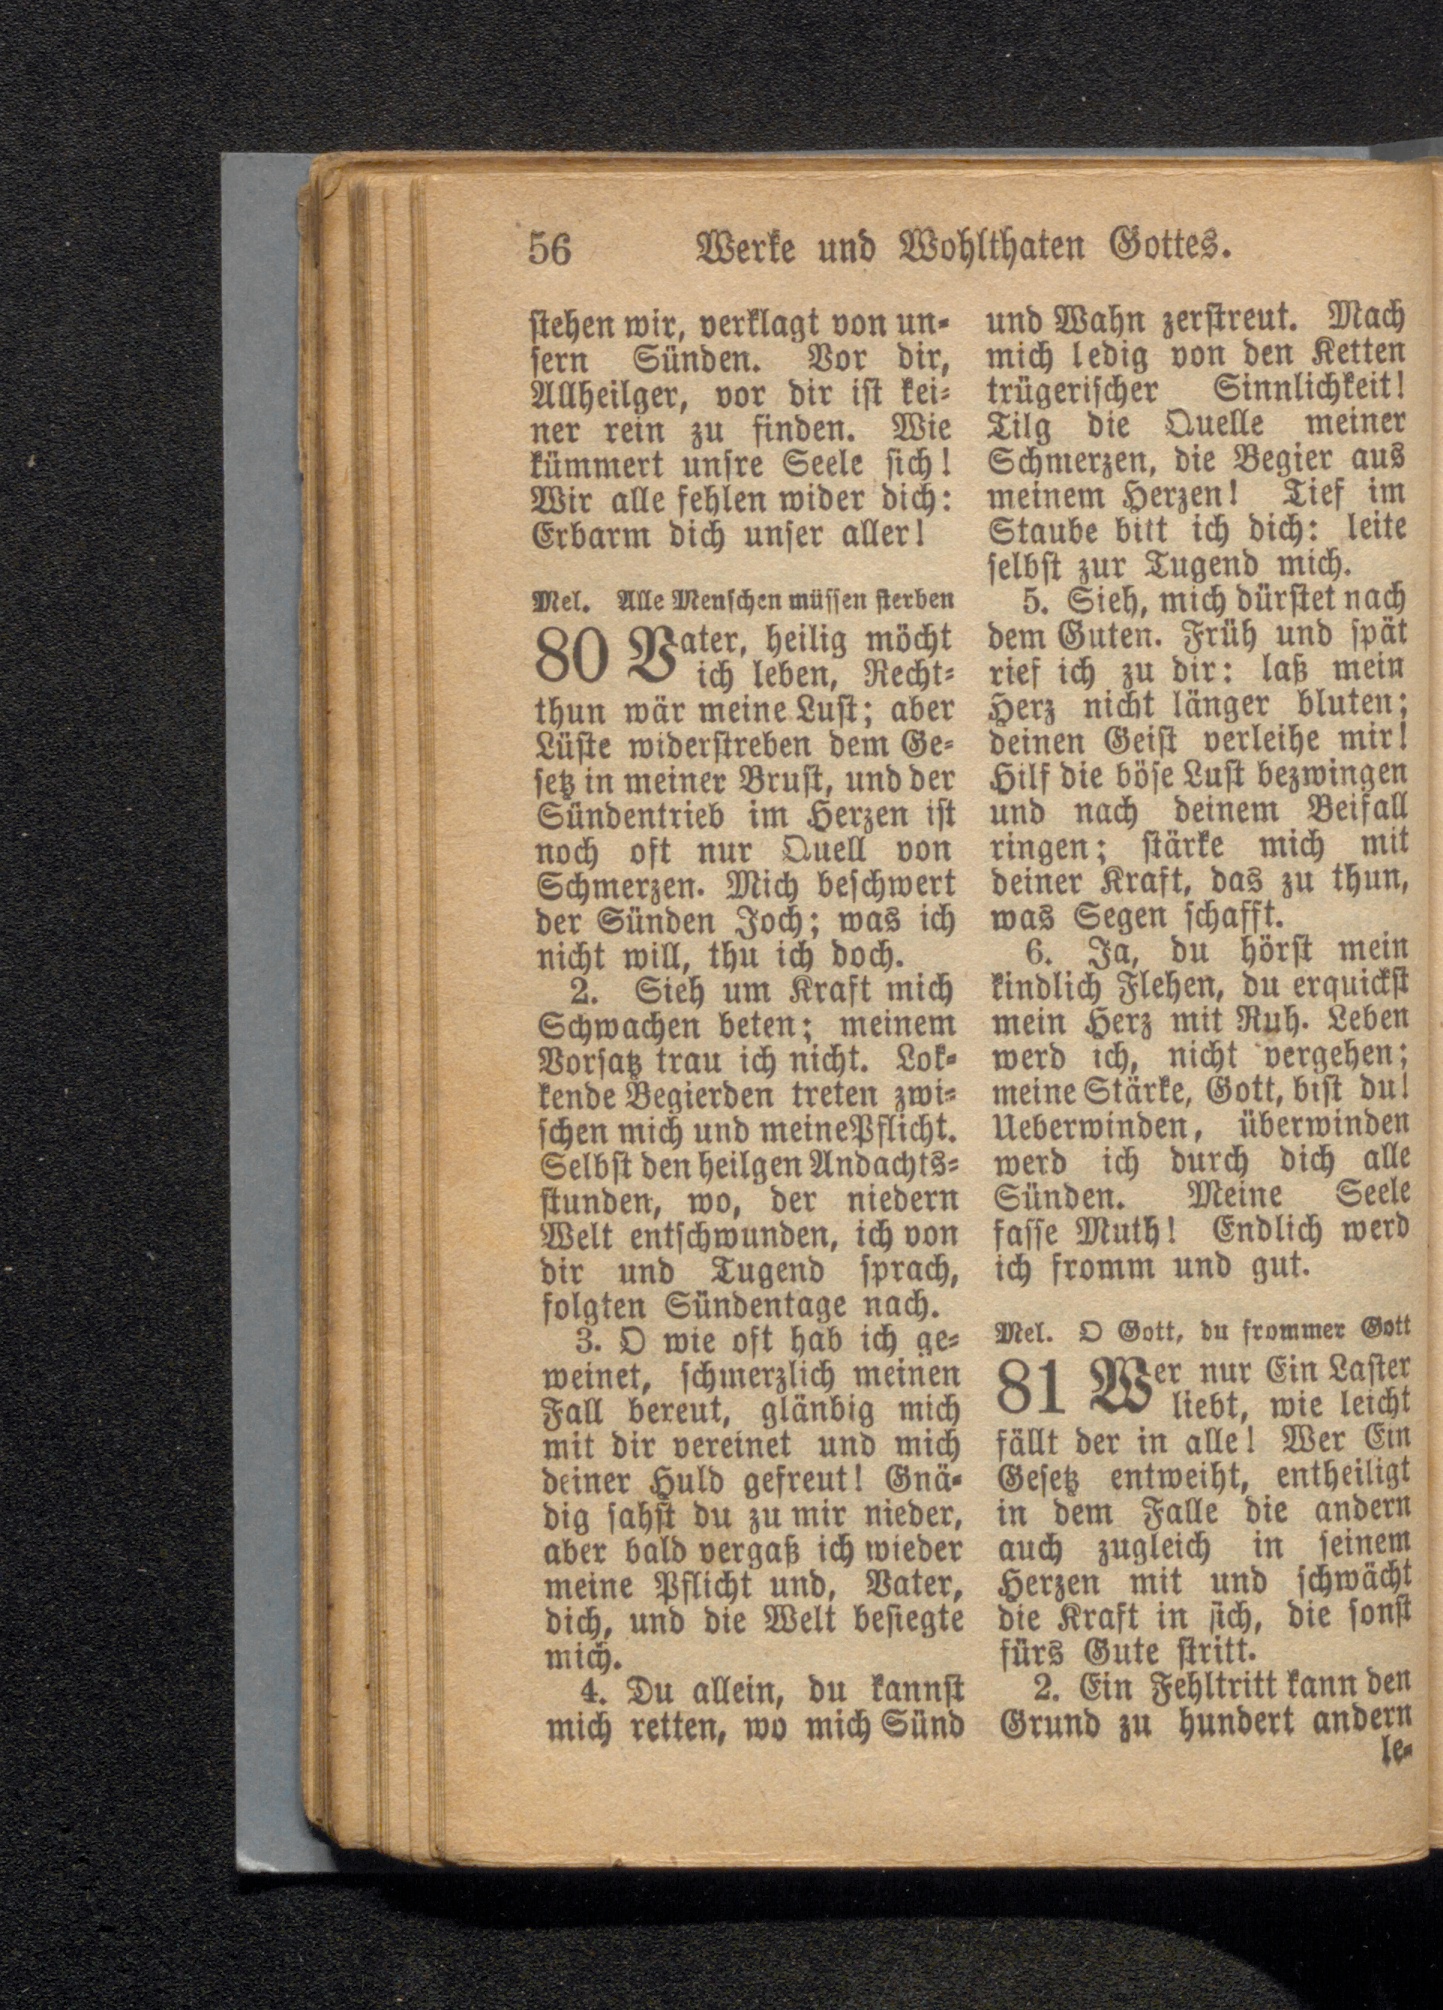 56 Werke und Wohlthaten Gottes.
stehen wir, verklagt von un-
sern Sünden. Vor dir,
Allheilger, vor dir ist kei-
ner rein zu finden. Wie
kümmert unsre Seele sich!
Wir alle fehlen wider dich:
Erbarm dich unser aller!
Mel. Alle Menschen müssen sterben
80 Vater, heilig möcht
ich leben, Recht-
thun wär meine Lust; aber
Lüste widerstreben dem Ge-
setz in meiner Brust, und der
Sündentrieb im Herzen ist
noch oft nur Quell von
Schmerzen. Mich beschwert
der Sünden Joch; was ich
nicht will, thu ich doch.
2. Sieh um Kraft mich
Schwachen beten; meinem
Vorsatz trau ich nicht. Lok-
kende Begierden treten zwi-
schen mich und meine Pflicht.
Selbst den heilgen Andachts-
stunden, wo, der niedern
Welt entschwunden, ich von
dir und Tugend sprach,
folgten Sündentage nach.
3. O wie oft hab ich ge-
weinet, schmerzlich meinen
Fall bereut, glänbig mich
mit dir vereinet und mich
deiner Huld gefreut! Gnä-
dig sahst du zu mir nieder,
aber bald vergaß ich wieder
meine Pflicht und, Vater,
dich, und die Welt besiegte
mich.
4. Du allein, du kannst
mich retten, wo mich Sünd
und Wahn zerstreut. Mach
mich ledig von den Ketten
trügerischer Sinnlichkeit!
Tilg die Quelle meiner
Schmerzen, die Begier aus
meinem Herzen! Tief im
Staube bitt ich dich: leite
selbst zur Tugend mich.
5. Sieh, mich dürstet nach
dem Guten. Früh und spät
rief ich zu dir: laß mein
Herz nicht länger bluten;
deinen Geist verleihe mir!
Hilf die böse Lust bezwingen
und nach deinem Beifall
ringen; stärke mich mit
deiner Kraft, das zu thun,
was Segen schafft.
6. Ja, du hörst mein
kindlich Flehen, du erquickst
mein Herz mit Ruh. Leben
werd ich, nicht vergehen;
meine Stärke, Gott, bist du!
Ueberwinden, überwinden
werd ich durch dich alle
Sünden. Meine Seele
fasse Muth! Endlich werd
ich fromm und gut.
Mel. O Gott, du frommer Gott
81 Wer nur Ein Laster
liebt, wie leicht
fällt der in alle! Wer Ein
Gesetz entweiht, entheiligt
in dem Falle die andern
auch zugleich in seinem
Herzen mit und schwächt
die Kraft in sich, die sonst
fürs Gute stritt.
2. Ein Fehltritt kann den
Grund zu hundert andern
le-